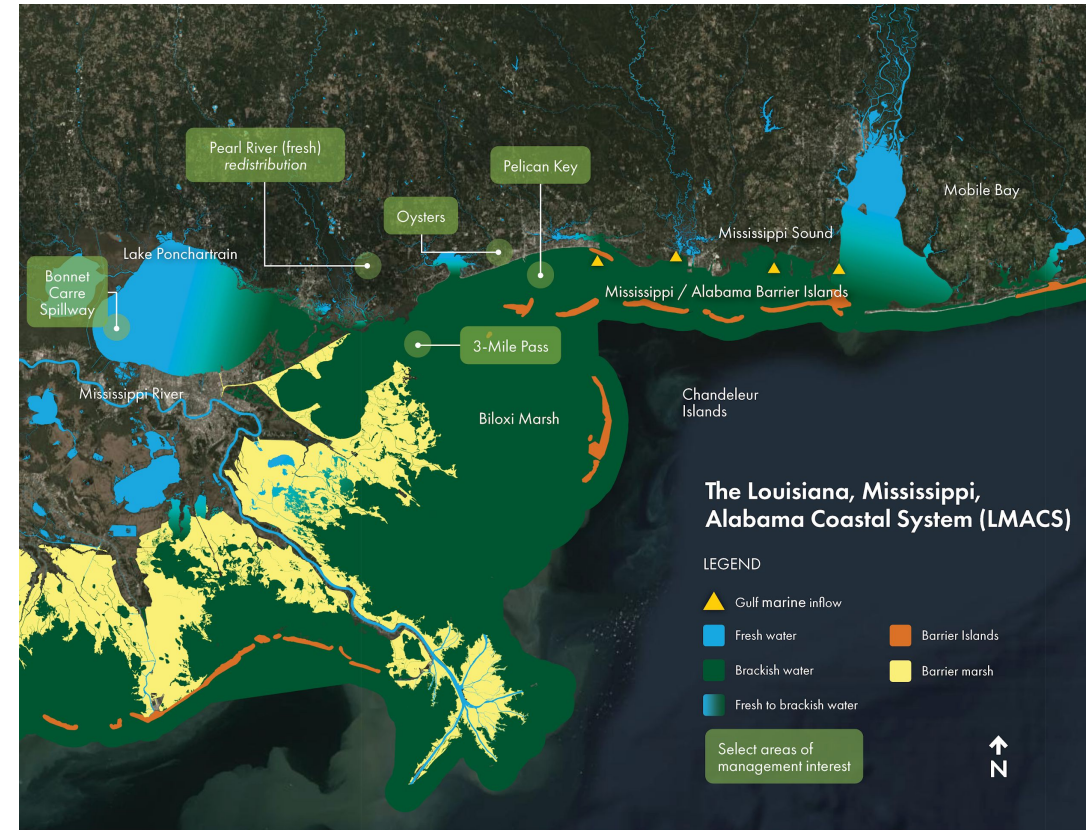 Pearl River (fresh)
redistribution
Pelican Key
Oysters
Mobile Bay
Mississippi Sound
Lake Ponchartrain
Bonnet
Carre
Spillway
Mississippi / Alabama Barrier Islands
3-Mile Pass
Mississippi River
Chandeleur
Islands
Biloxi Marsh
The Louisiana, Mississippi,
Alabama Coastal System (LMACS)
LEGEND
Gulf marine inflow
Fresh water
Barrier Islands
Brackish water
Barrier marsh
Fresh to brackish water
Select areas of
management interest
N